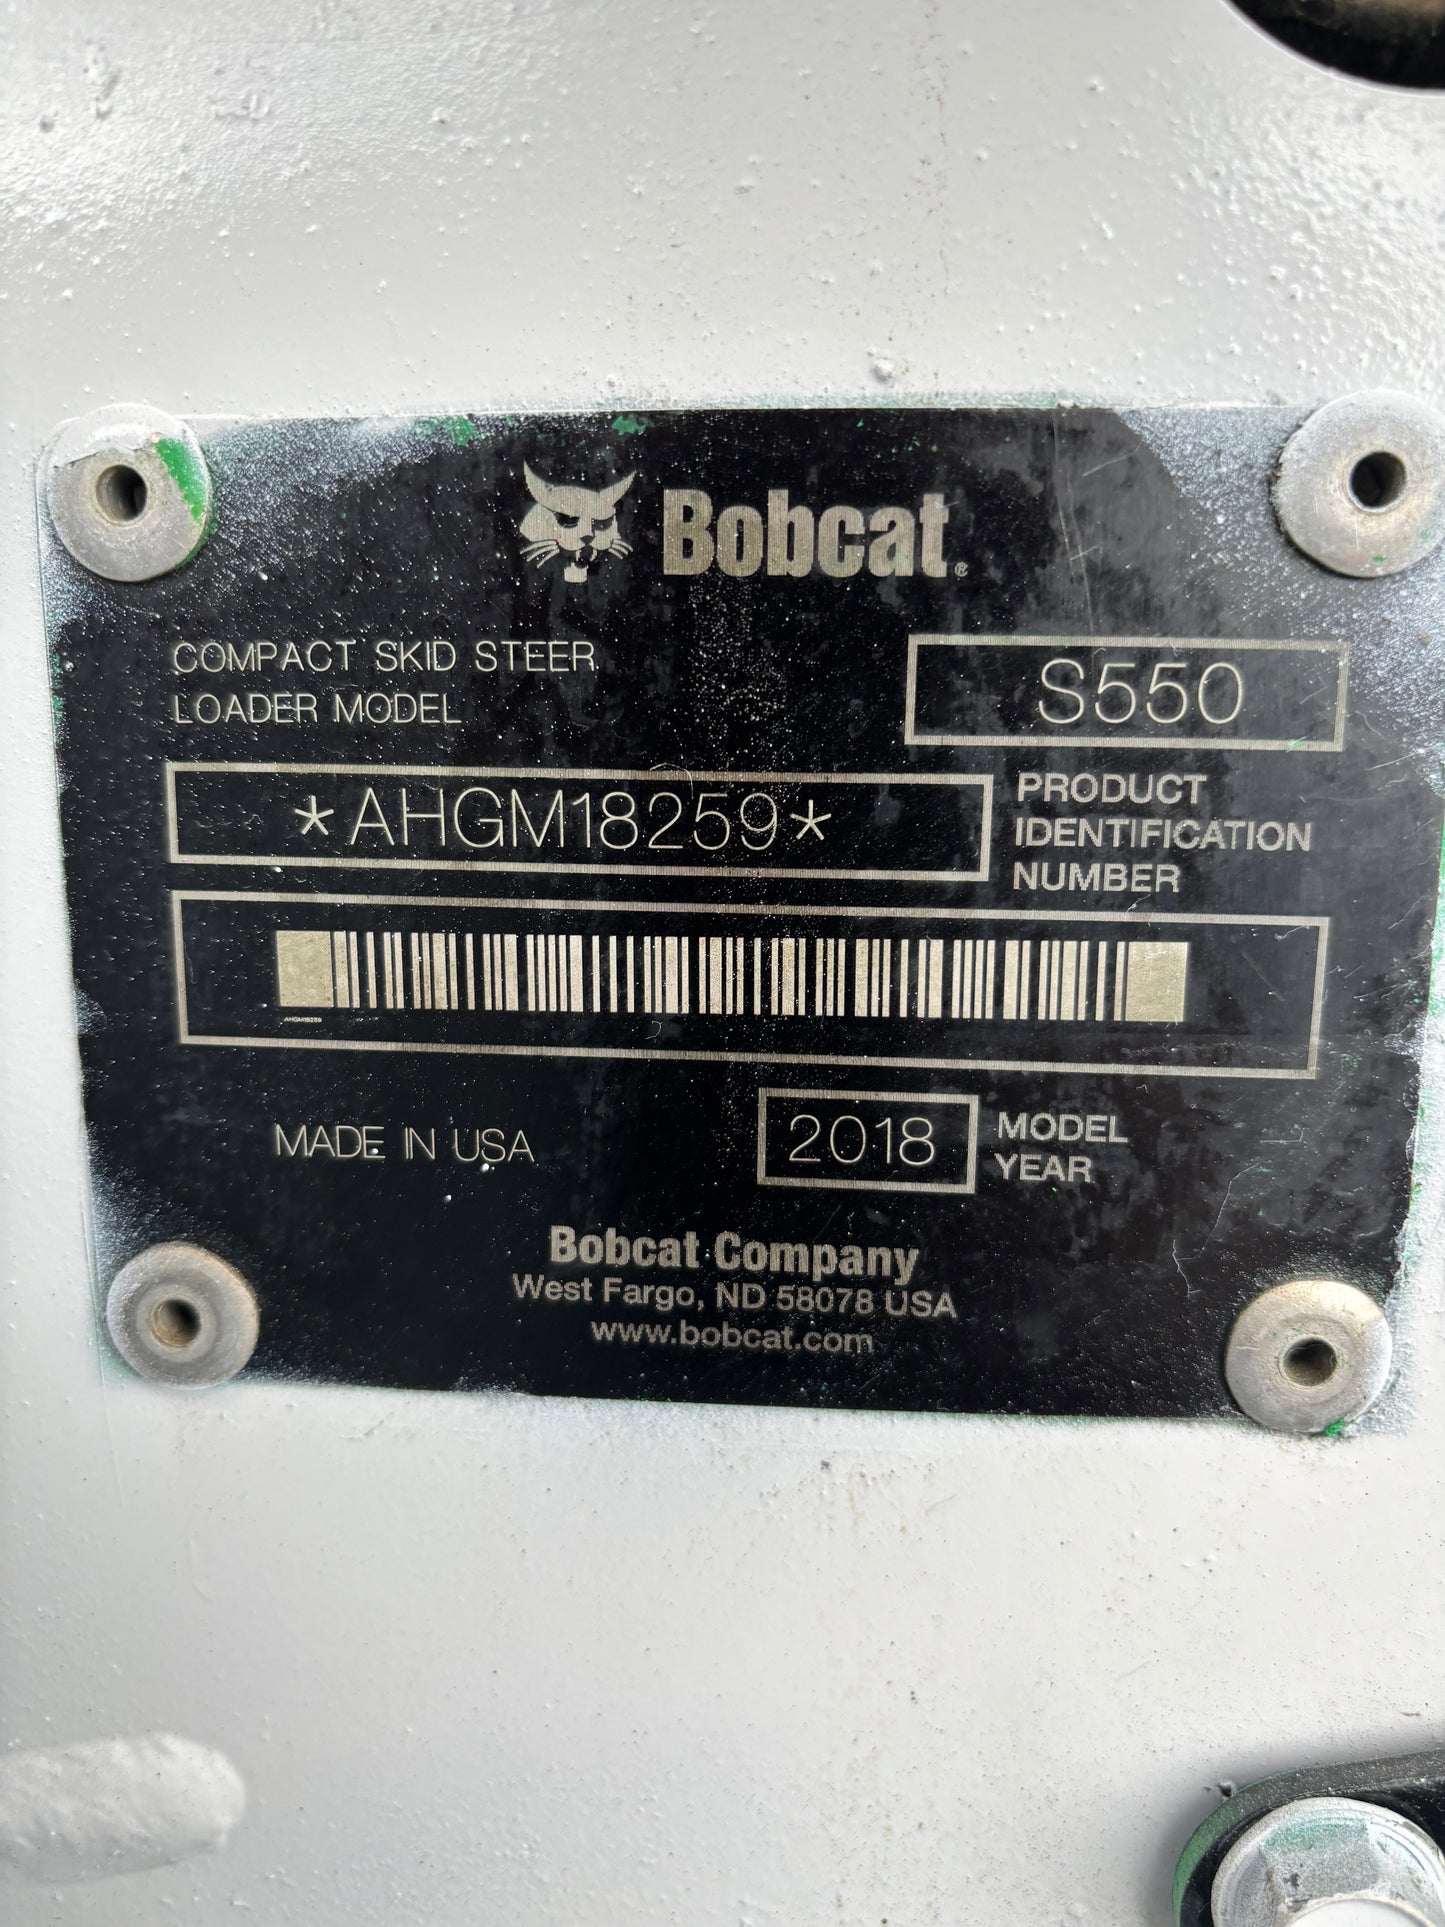 Bobcat®
COMPACT SKID STEER
LOADER MODEL
S550
*AHGM18259*
PRODUCT
IDENTIFICATION
NUMBER
AHGM18259
MADE IN USA
2018
MODEL
YEAR
Bobcat Company
West Fargo, ND 58078 USA
www.bobcat.com